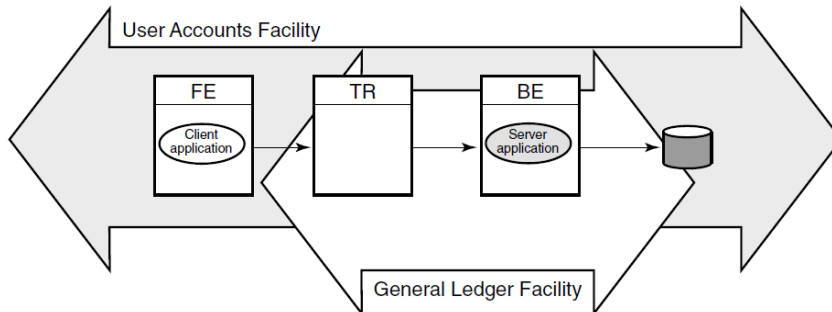 User Accounts Facility
FE
TR
BE
Client
application
Server
application
General Ledger Facility